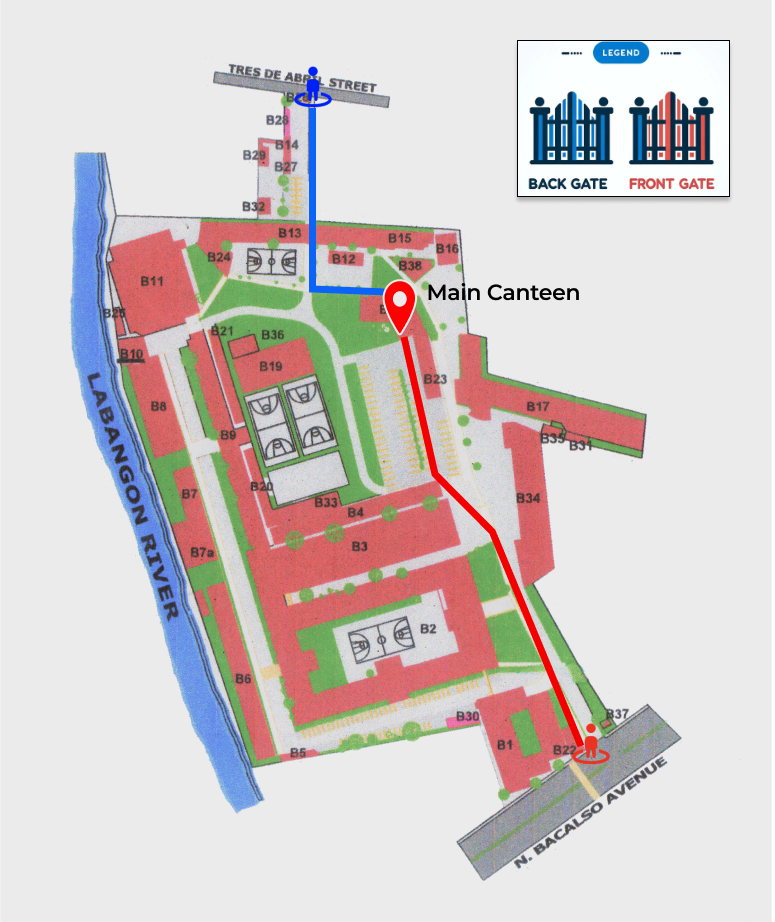 LEGEND
BACK GATE
FRONT GATE
TRES DE ABRIL STREET
B28
B14
B29
B27
B32
B13
B15
B16
B24
B12
B38
B11
Main Canteen
B21
B36
B10
B19
B23
B8
B17
B9
B35
B31
B20
B7
B33
B34
B4
B3
B7a
LABANGON RIVER
B2
B6
B30
B37
B1
B22
B5
N. BACALSO AVENUE